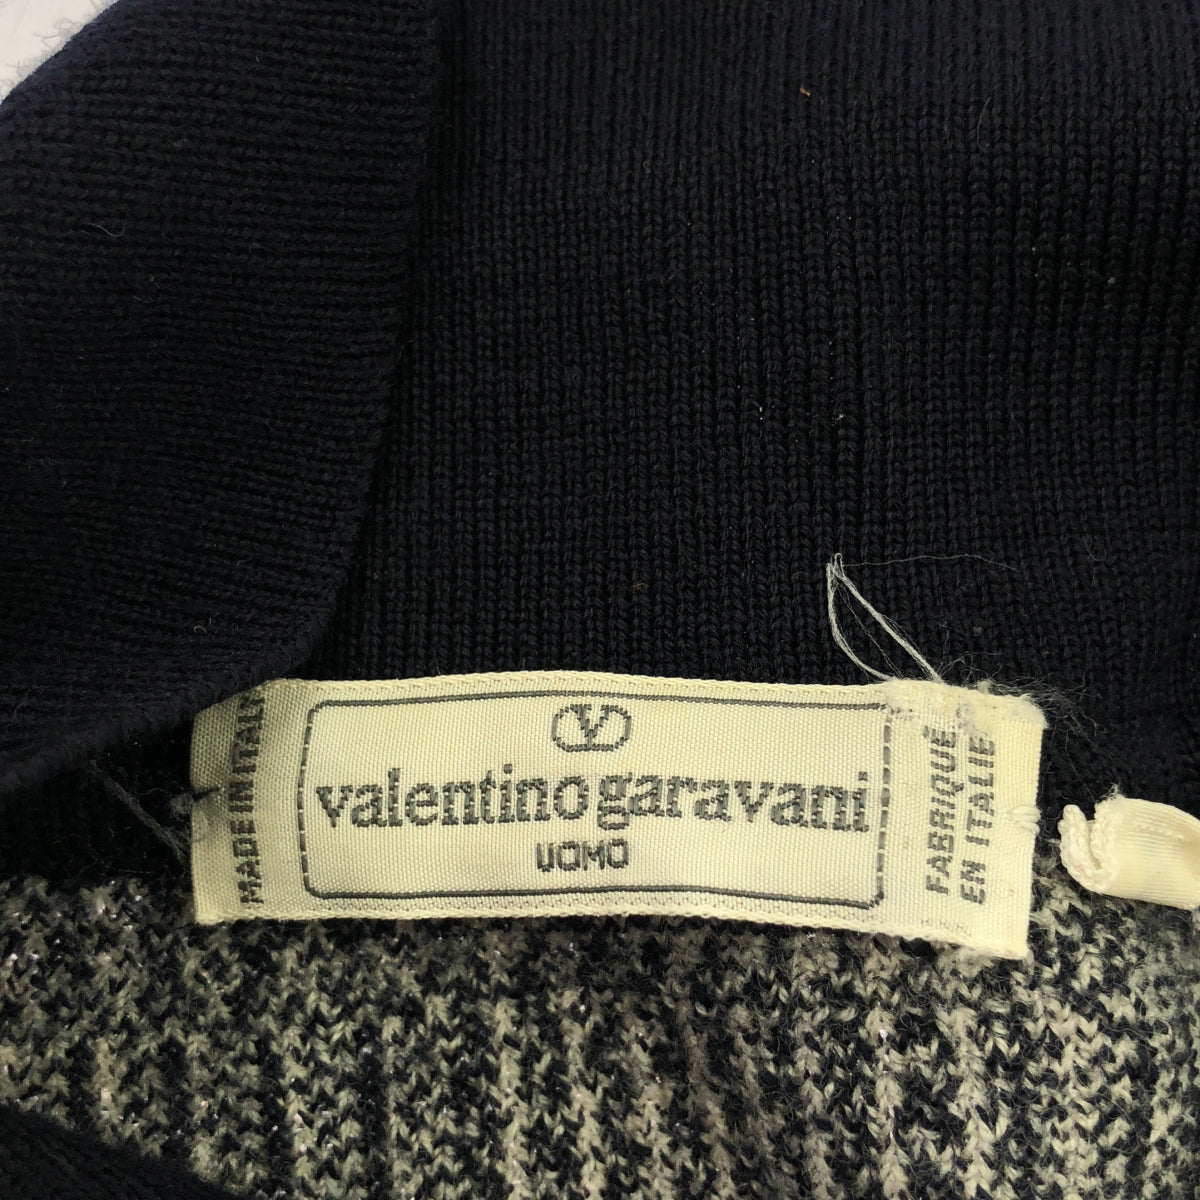 MADE IN ITALY
V
valentino garavani
UOMO
FABRIQUÉ
EN ITALIE